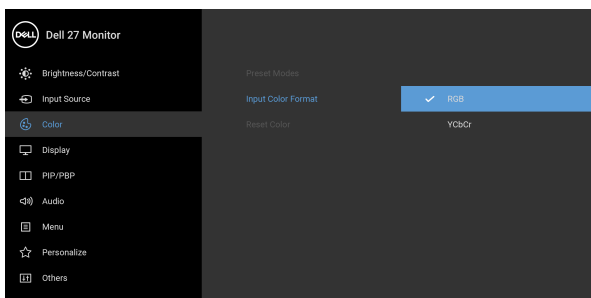 DELL
Dell 27 Monitor
Brightness/Contrast
Input Source
Color
Display
PIP/PBP
Audio
Menu
Personalize
Others
Preset Modes
Input Color Format
Reset Color
RGB
YCbCr